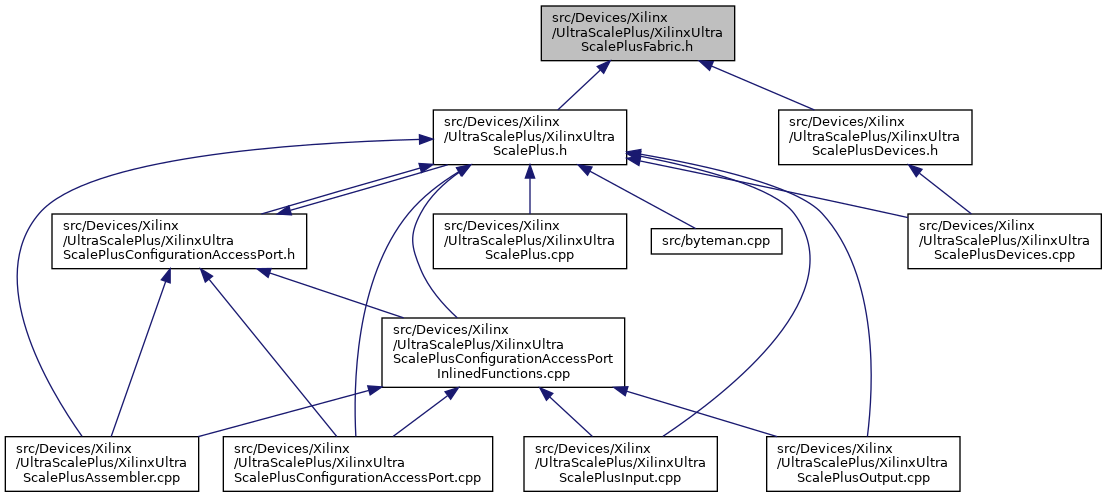 src/Devices/Xilinx
/UltraScalePlus/XilinxUltra
ScalePlusFabric.h
src/Devices/Xilinx
/UltraScalePlus/XilinxUltra
ScalePlus.h
src/Devices/Xilinx
/UltraScalePlus/XilinxUltra
ScalePlusDevices.h
src/Devices/Xilinx
/UltraScalePlus/XilinxUltra
ScalePlusConfigurationAccessPort.h
src/Devices/Xilinx
/UltraScalePlus/XilinxUltra
ScalePlus.cpp
src/byteman.cpp
src/Devices/Xilinx
/UltraScalePlus/XilinxUltra
ScalePlusDevices.cpp
src/Devices/Xilinx
/UltraScalePlus/XilinxUltra
ScalePlusConfigurationAccessPort
InlinedFunctions.cpp
src/Devices/Xilinx
/UltraScalePlus/XilinxUltra
ScalePlusAssembler.cpp
src/Devices/Xilinx
/UltraScalePlus/XilinxUltra
ScalePlusConfigurationAccessPort.cpp
src/Devices/Xilinx
/UltraScalePlus/XilinxUltra
ScalePlusInput.cpp
src/Devices/Xilinx
/UltraScalePlus/XilinxUltra
ScalePlusOutput.cpp